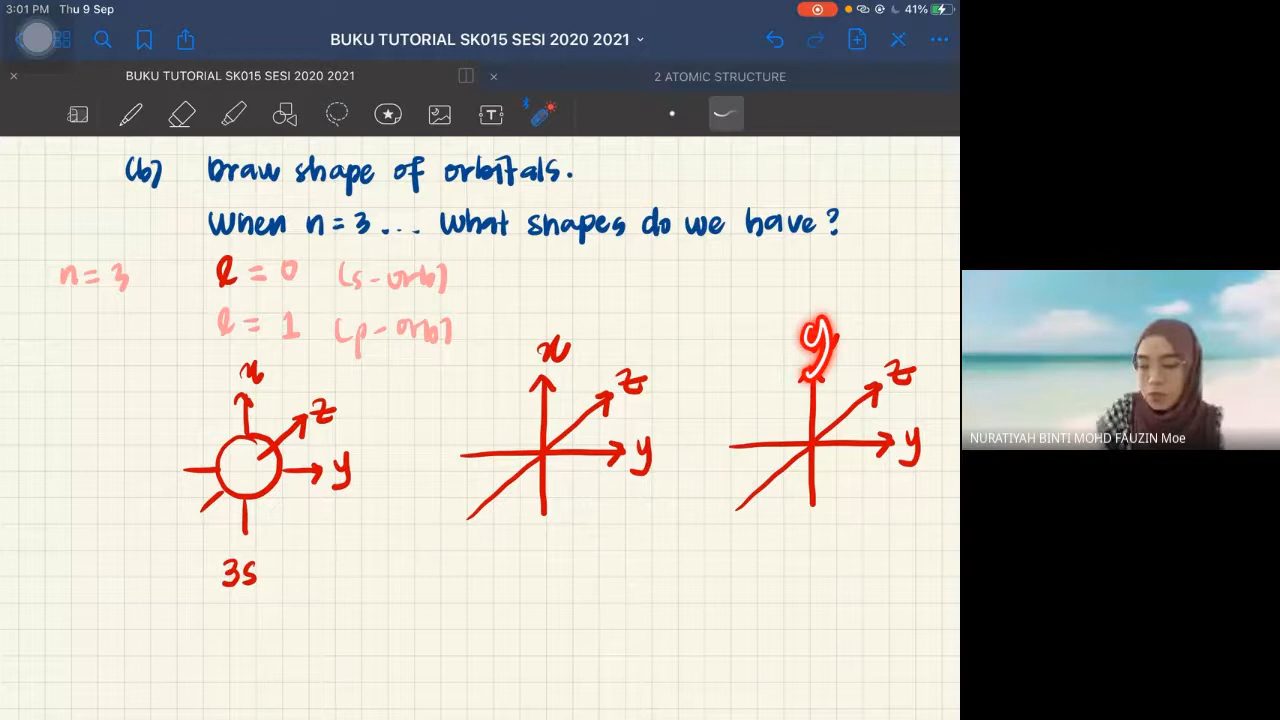 3:01 PM Thu 9 Sep
41%
BUKU TUTORIAL SK015 SESI 2020 2021
BUKU TUTORIAL SK015 SESI 2020 2021
2 ATOMIC STRUCTURE
T
(b) Draw shape of orbitals.
When n = 3 ... What shapes do we have?
n = 3 l = 0 (s-orb)
l = 1 (p-orb)
x z y
x z y
y z y
3s
NURATIYAH BINTI MOHD FAUZIN Moe